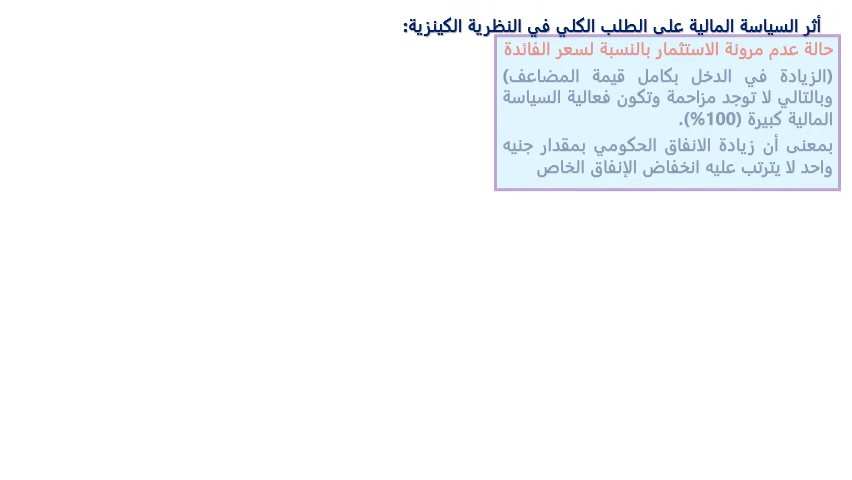 أثر السياسة المالية على الطلب الكلي في النظرية الكينزية:
حالة عدم مرونة الاستثمار بالنسبة لسعر الفائدة
(الزيادة في الدخل بكامل قيمة المضاعف)
وبالتالي لا توجد مزاحمة وتكون فعالية السياسة
المالية كبيرة (100%).
بمعنى أن زيادة الانفاق الحكومي بمقدار جنيه
واحد لا يترتب عليه انخفاض الإنفاق الخاص